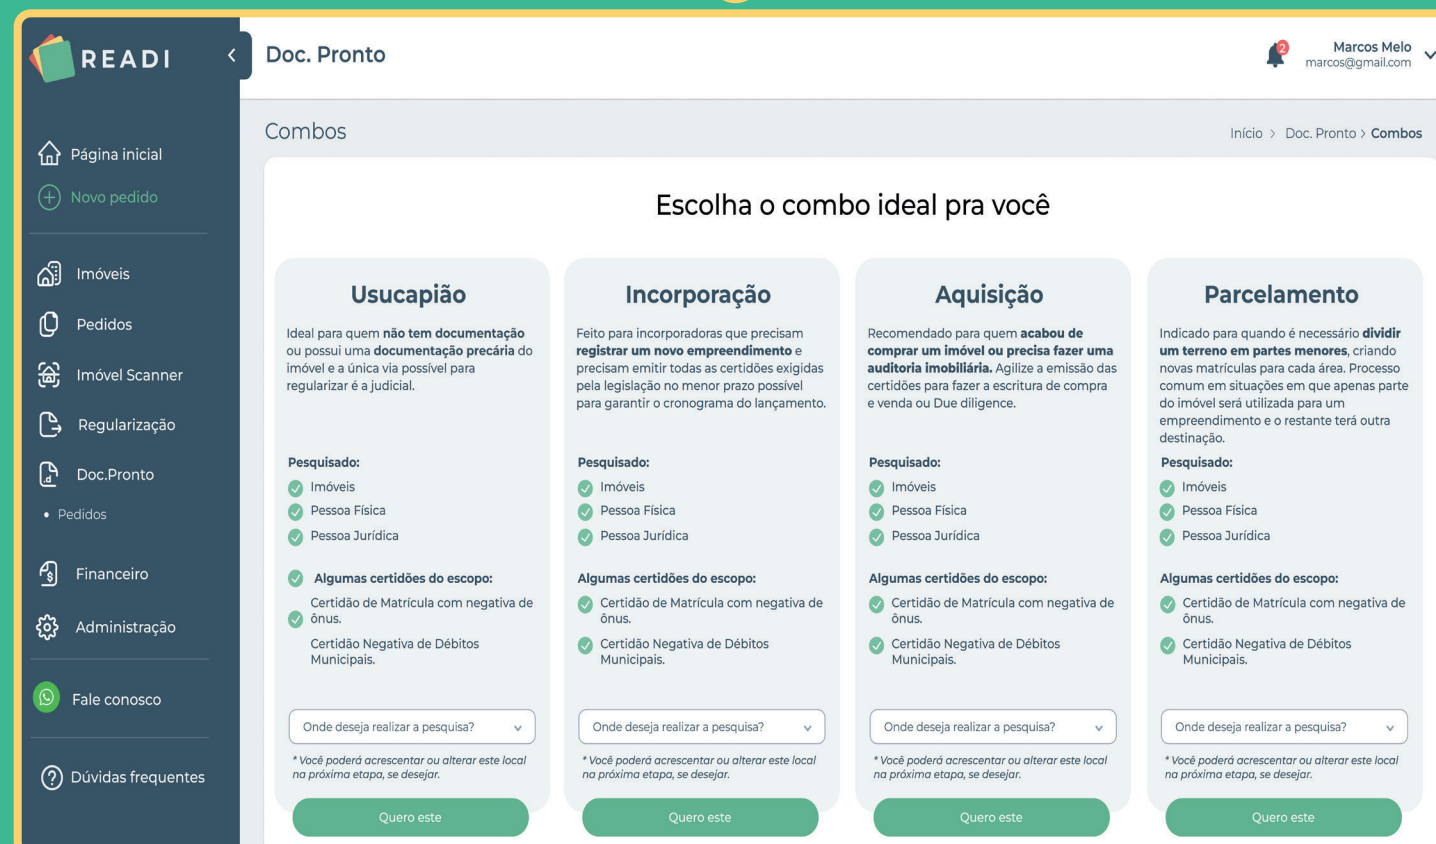 READI
Doc. Pronto
2
Marcos Melo
marcos@gmail.com
Combos
Início > Doc. Pronto > Combos
Página inicial
Novo pedido
Imóveis
Pedidos
Imóvel Scanner
Regularização
Doc.Pronto
• Pedidos
Financeiro
Administração
Fale conosco
Dúvidas frequentes
Escolha o combo ideal pra você
Usucapião
Ideal para quem não tem documentação
ou possui uma documentação precária do
imóvel e a única via possível para
regularizar é a judicial.
Pesquisado:
Imóveis
Pessoa Física
Pessoa Jurídica
Algumas certidões do escopo:
Certidão de Matrícula com negativa de
ônus.
Certidão Negativa de Débitos
Municipais.
Onde deseja realizar a pesquisa?
* Você poderá acrescentar ou alterar este local
na próxima etapa, se desejar.
Quero este
Incorporação
Feito para incorporadoras que precisam
registrar um novo empreendimento e
precisam emitir todas as certidões exigidas
pela legislação no menor prazo possível
para garantir o cronograma do lançamento.
Pesquisado:
Imóveis
Pessoa Física
Pessoa Jurídica
Algumas certidões do escopo:
Certidão de Matrícula com negativa de
ônus.
Certidão Negativa de Débitos
Municipais.
Onde deseja realizar a pesquisa?
* Você poderá acrescentar ou alterar este local
na próxima etapa, se desejar.
Quero este
Aquisição
Recomendado para quem acabou de
comprar um imóvel ou precisa fazer uma
auditoria imobiliária. Agilize a emissão das
certidões para fazer a escritura de compra
e venda ou Due diligence.
Pesquisado:
Imóveis
Pessoa Física
Pessoa Jurídica
Algumas certidões do escopo:
Certidão de Matrícula com negativa de
ônus.
Certidão Negativa de Débitos
Municipais.
Onde deseja realizar a pesquisa?
* Você poderá acrescentar ou alterar este local
na próxima etapa, se desejar.
Quero este
Parcelamento
Indicado para quando é necessário dividir
um terreno em partes menores, criando
novas matrículas para cada área. Processo
comum em situações em que apenas parte
do imóvel será utilizada para um
empreendimento e o restante terá outra
destinação.
Pesquisado:
Imóveis
Pessoa Física
Pessoa Jurídica
Algumas certidões do escopo:
Certidão de Matrícula com negativa de
ônus.
Certidão Negativa de Débitos
Municipais.
Onde deseja realizar a pesquisa?
* Você poderá acrescentar ou alterar este local
na próxima etapa, se desejar.
Quero este